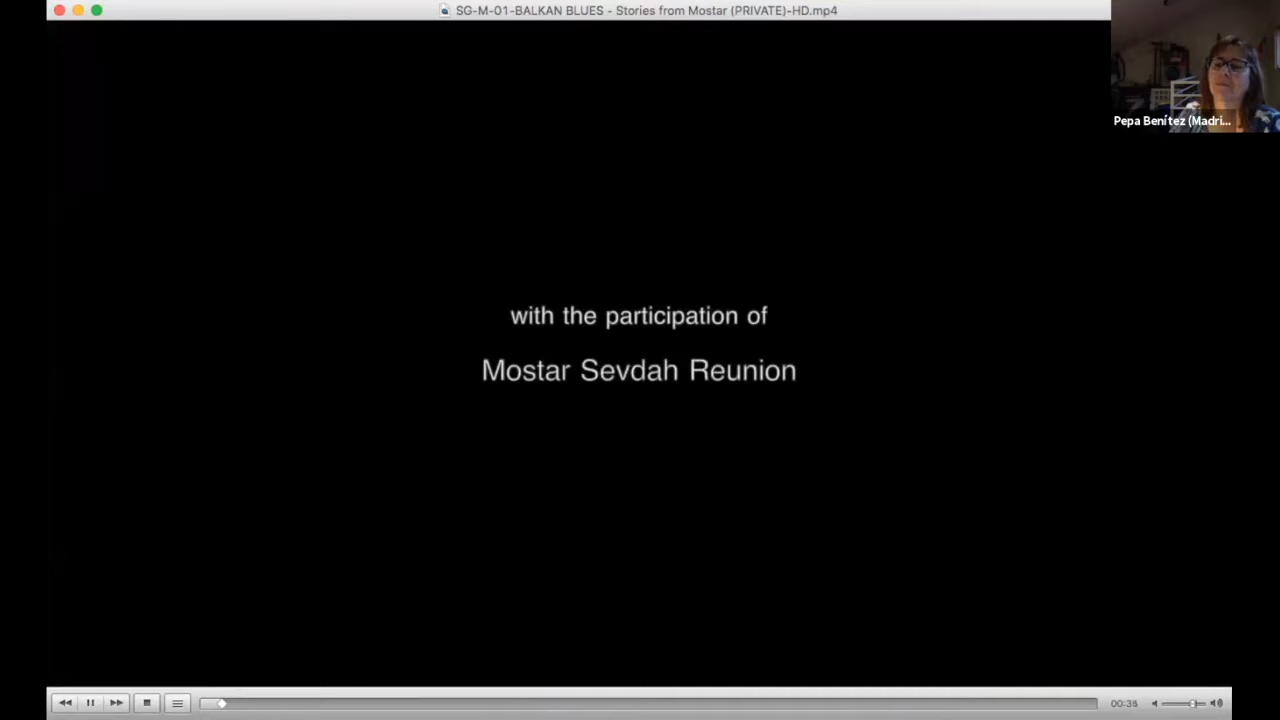 SG-M-01-BALKAN BLUES - Stories from Mostar (PRIVATE)-HD.mp4
Pepa Benítez (Madri...
with the participation of
Mostar Sevdah Reunion
00:36